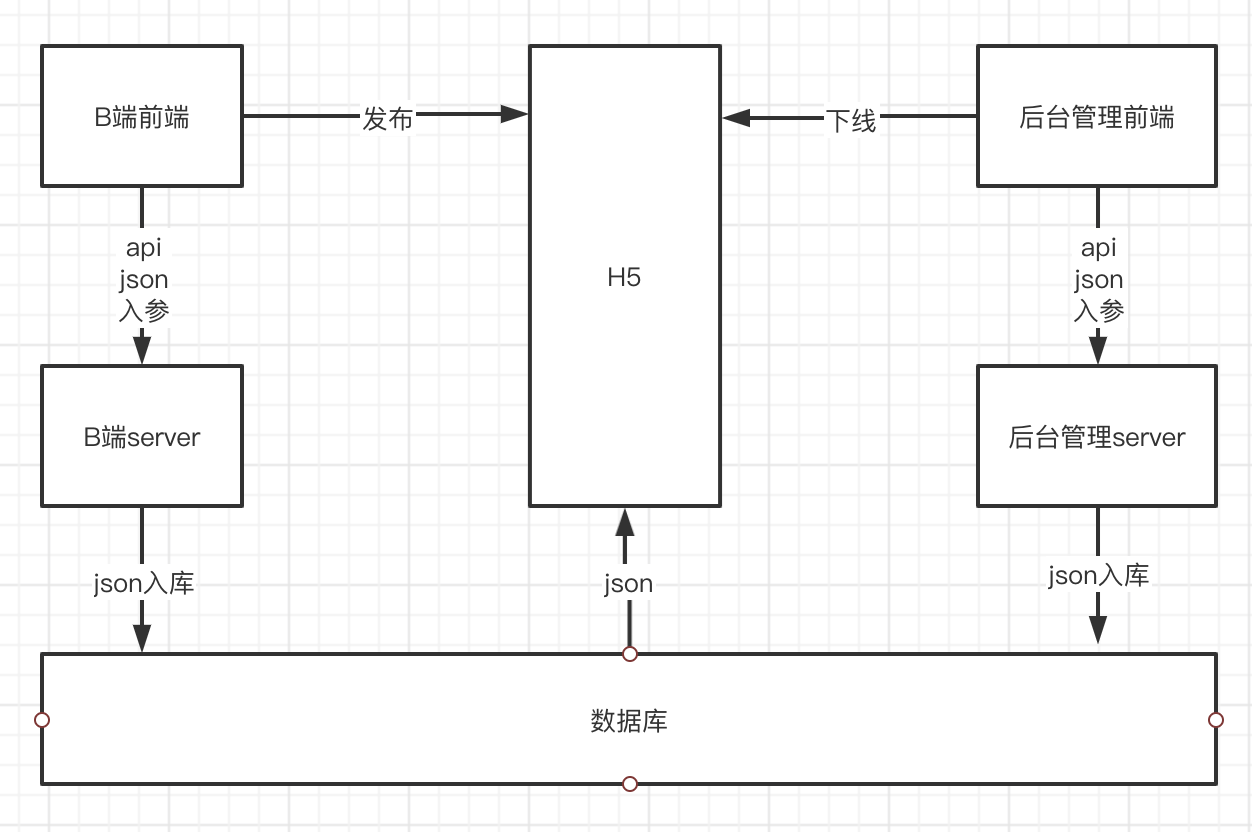 B端前端
发布
下线
后台管理前端
api
json
入参
H5
api
json
入参
B端server
后台管理server
json入库
json
json入库
数据库